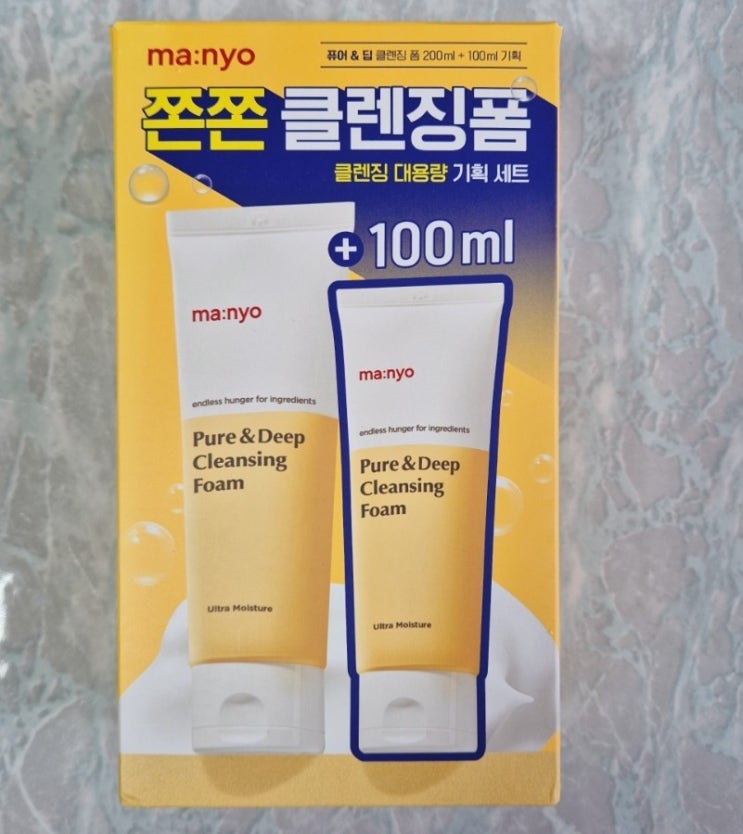 ma:nyo
퓨어 & 딥 클렌징 폼 200ml + 100ml 기획
쫀쫀 클렌징폼
클렌징 대용량 기획 세트
+100ml
ma:nyo
endless hunger for ingredients
Pure & Deep
Cleansing
Foam
Ultra Moisture
ma:nyo
endless hunger for ingredients
Pure & Deep
Cleansing
Foam
Ultra Moisture